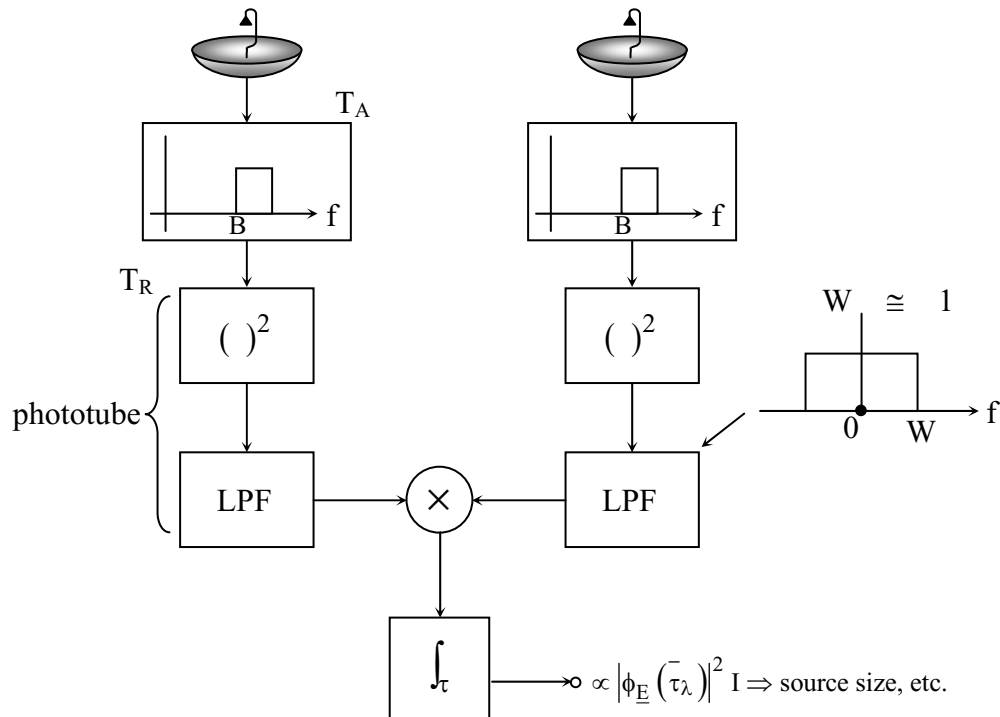 T_A
B f
B f
T_R
( )^2
( )^2
W ≅ 1
0 W f
phototube
LPF
×
LPF
∫_τ
∝ |ϕ_E̲ (τ̄_λ)|^2 I ⇒ source size, etc.